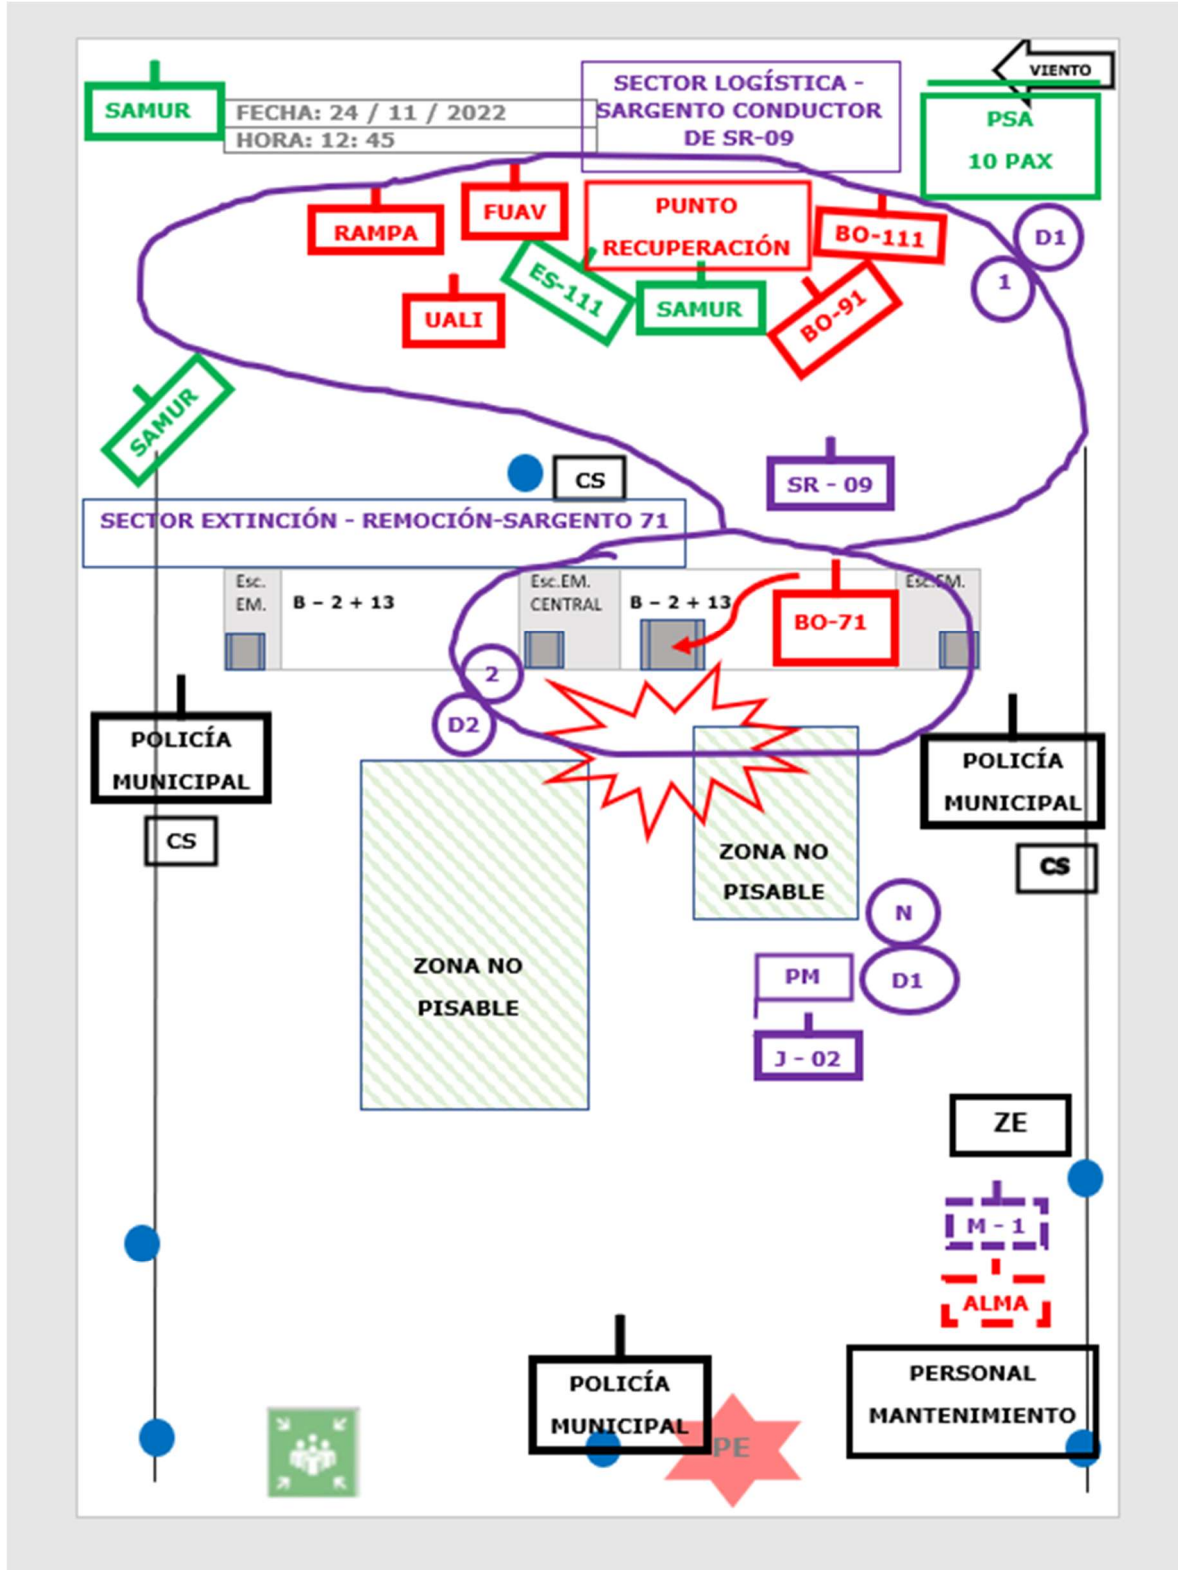 VIENTO
SECTOR LOGÍSTICA -
SARGENTO CONDUCTOR
DE SR-09
SAMUR
FECHA: 24 / 11 / 2022
HORA: 12: 45
PSA
10 PAX
RAMPA
FUAV
PUNTO
RECUPERACIÓN
BO-111
D1
1
ES-111
SAMUR
BO-91
UALI
SAMUR
CS
SR - 09
SECTOR EXTINCIÓN - REMOCIÓN-SARGENTO 71
Esc.
EM.
B - 2 + 13
Esc.EM.
CENTRAL
B - 2 + 13
BO-71
Esc.EM.
2
D2
POLICÍA
MUNICIPAL
CS
POLICÍA
MUNICIPAL
CS
ZONA NO
PISABLE
ZONA NO
PISABLE
N
PM
D1
J - 02
ZE
M - 1
ALMA
POLICÍA
MUNICIPAL
PE
PERSONAL
MANTENIMIENTO